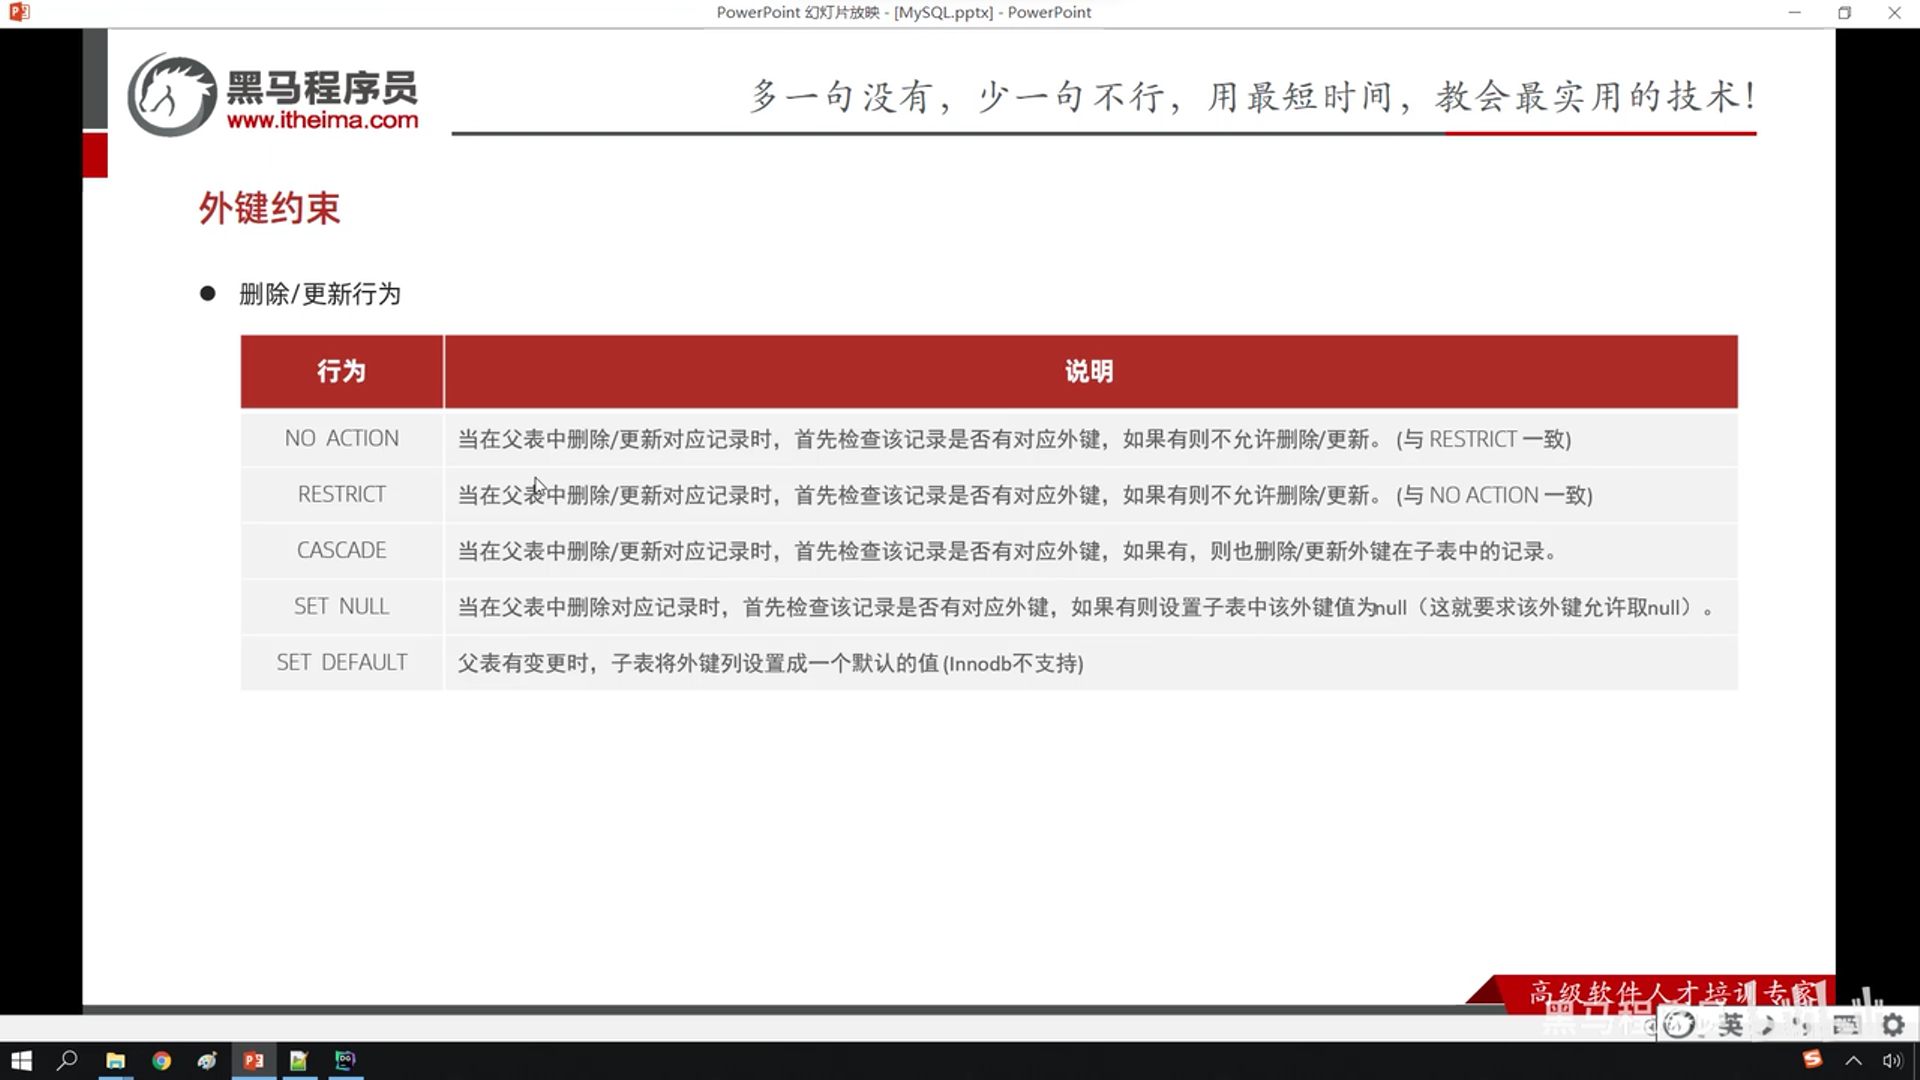 PowerPoint 幻灯片放映 - [MySQL.pptx] - PowerPoint
黑马程序员
www.itheima.com
多一句没有，少一句不行，用最短时间，教会最实用的技术！
外键约束
● 删除/更新行为
行为 说明
NO ACTION 当在父表中删除/更新对应记录时，首先检查该记录是否有对应外键，如果有则不允许删除/更新。 (与 RESTRICT 一致)
RESTRICT 当在父表中删除/更新对应记录时，首先检查该记录是否有对应外键，如果有则不允许删除/更新。 (与 NO ACTION 一致)
CASCADE 当在父表中删除/更新对应记录时，首先检查该记录是否有对应外键，如果有，则也删除/更新外键在子表中的记录。
SET NULL 当在父表中删除对应记录时，首先检查该记录是否有对应外键，如果有则设置子表中该外键值为null（这就要求该外键允许取null）。
SET DEFAULT 父表有变更时，子表将外键列设置成一个默认的值 (Innodb不支持)
高级软件人才培训专家
黑马程
英